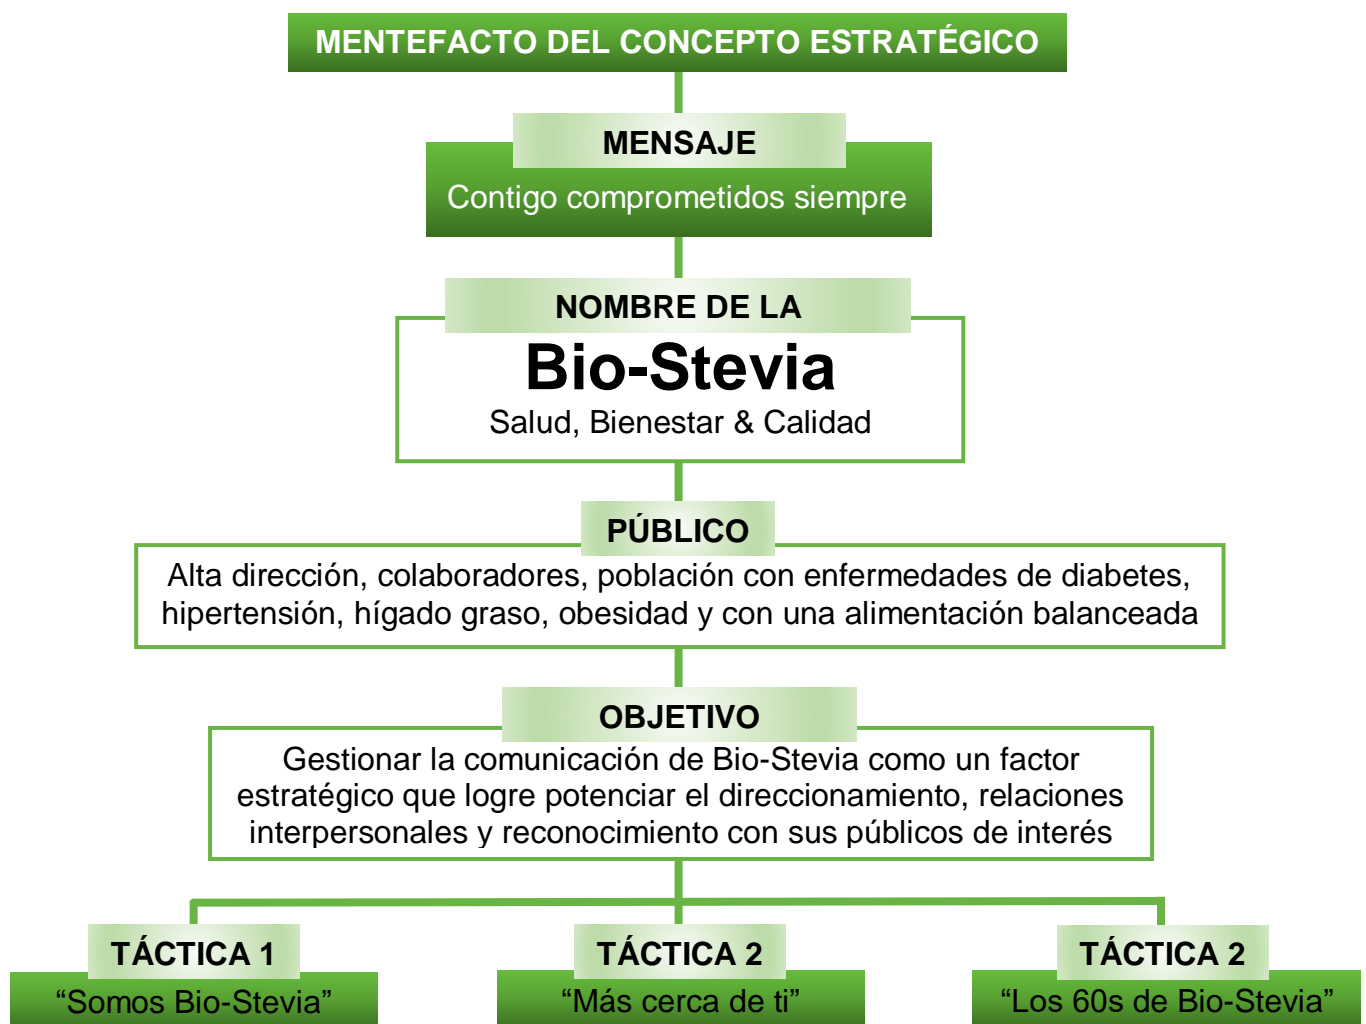 MENTEFACTO DEL CONCEPTO ESTRATÉGICO
MENSAJE
Contigo comprometidos siempre
NOMBRE DE LA
Bio-Stevia
Salud, Bienestar & Calidad
PÚBLICO
Alta dirección, colaboradores, población con enfermedades de diabetes,
hipertensión, hígado graso, obesidad y con una alimentación balanceada
OBJETIVO
Gestionar la comunicación de Bio-Stevia como un factor
estratégico que logre potenciar el direccionamiento, relaciones
interpersonales y reconocimiento con sus públicos de interés
TÁCTICA 1
“Somos Bio-Stevia”
TÁCTICA 2
“Más cerca de ti”
TÁCTICA 2
“Los 60s de Bio-Stevia”